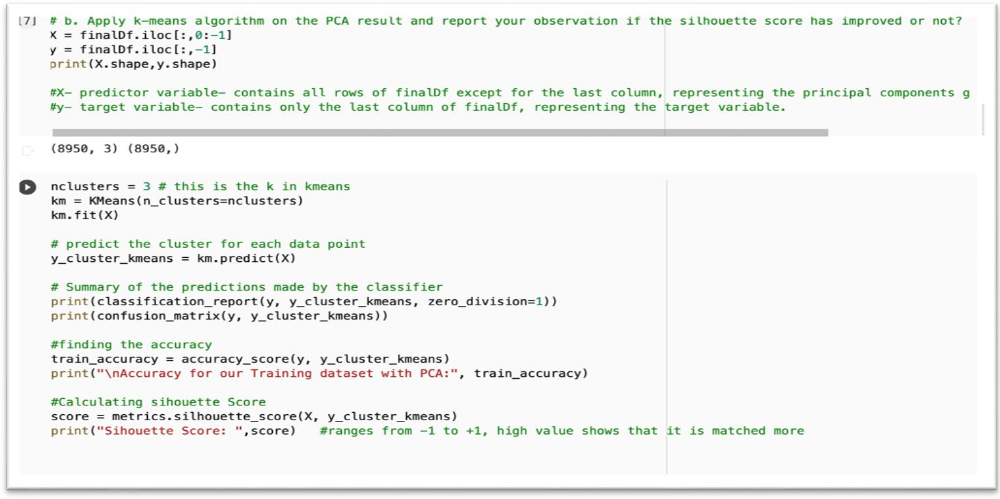 [7] # b. Apply k-means algorithm on the PCA result and report your observation if the silhouette score has improved or not?
X = finalDf.iloc[:,0:-1]
y = finalDf.iloc[:,-1]
print(X.shape,y.shape)
#X- predictor variable- contains all rows of finalDf except for the last column, representing the principal components g
#y- target variable- contains only the last column of finalDf, representing the target variable.
(8950, 3) (8950,)
nclusters = 3 # this is the k in kmeans
km = KMeans(n_clusters=nclusters)
km.fit(X)
# predict the cluster for each data point
y_cluster_kmeans = km.predict(X)
# Summary of the predictions made by the classifier
print(classification_report(y, y_cluster_kmeans, zero_division=1))
print(confusion_matrix(y, y_cluster_kmeans))
#finding the accuracy
train_accuracy = accuracy_score(y, y_cluster_kmeans)
print("\nAccuracy for our Training dataset with PCA:", train_accuracy)
#Calculating sihouette Score
score = metrics.silhouette_score(X, y_cluster_kmeans)
print("Sihouette Score: ",score) #ranges from -1 to +1, high value shows that it is matched more